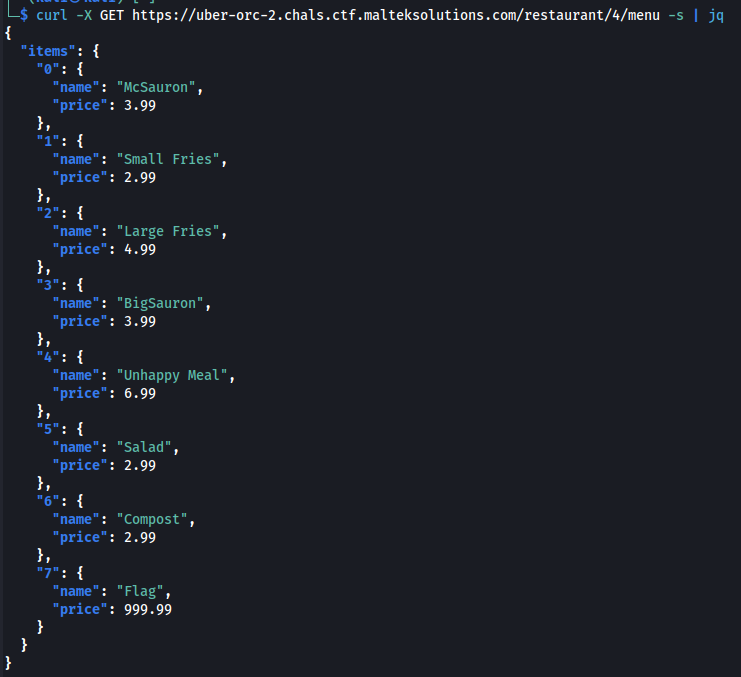 └─$ curl -X GET https://uber-orc-2.chals.ctf.malteksolutions.com/restaurant/4/menu -s | jq
{
  "items": {
    "0": {
      "name": "McSauron",
      "price": 3.99
    },
    "1": {
      "name": "Small Fries",
      "price": 2.99
    },
    "2": {
      "name": "Large Fries",
      "price": 4.99
    },
    "3": {
      "name": "BigSauron",
      "price": 3.99
    },
    "4": {
      "name": "Unhappy Meal",
      "price": 6.99
    },
    "5": {
      "name": "Salad",
      "price": 2.99
    },
    "6": {
      "name": "Compost",
      "price": 2.99
    },
    "7": {
      "name": "Flag",
      "price": 999.99
    }
  }
}